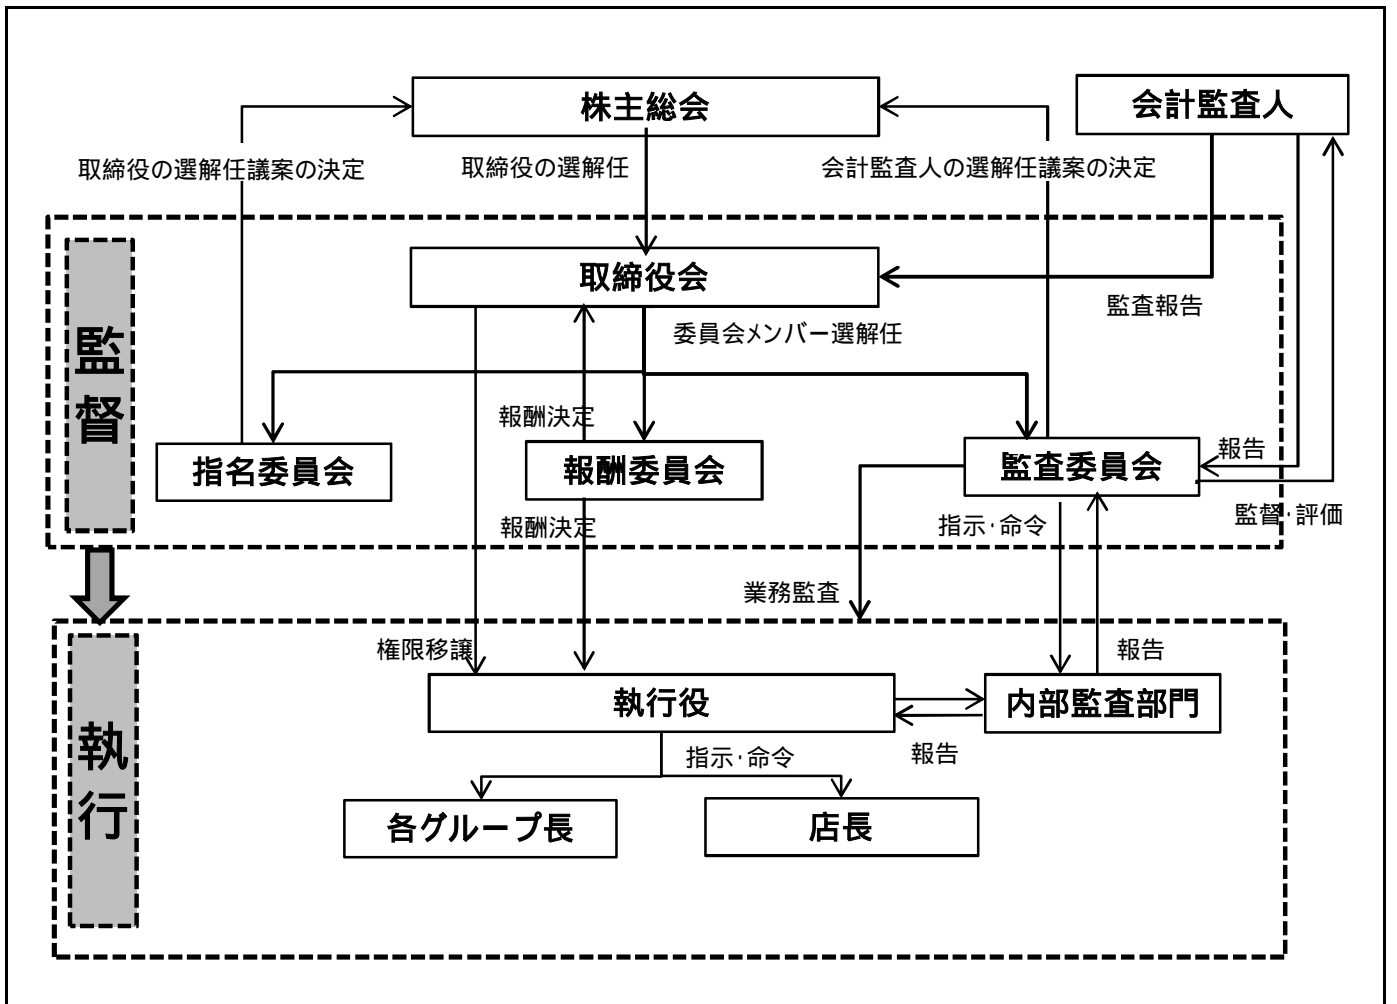 株主総会
会計監査人
取締役の選解任議案の決定
取締役の選解任
会計監査人の選解任議案の決定
監督
取締役会
監査報告
委員会メンバー選解任
報酬決定
指名委員会
報酬委員会
監査委員会
報告
報酬決定
指示・命令
監督・評価
業務監査
執行
権限移譲
報告
執行役
内部監査部門
指示・命令
報告
各グループ長
店長